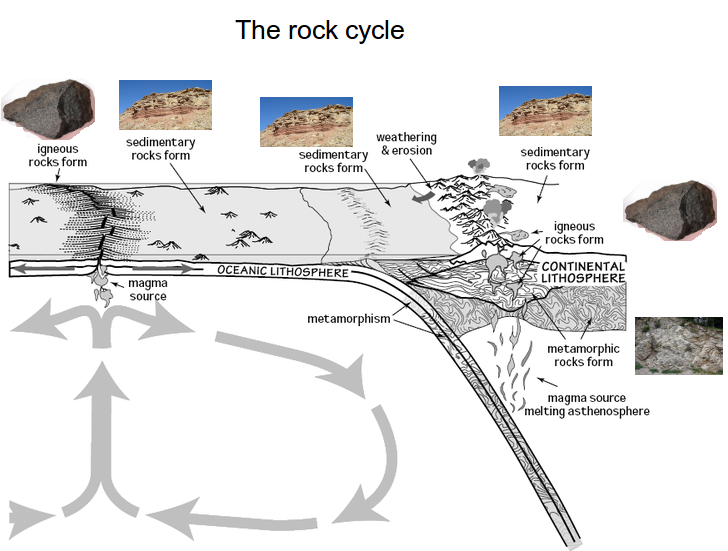 The rock cycle
igneous
rocks form
sedimentary
rocks form
sedimentary
rocks form
weathering
& erosion
sedimentary
rocks form
igneous
rocks form
OCEANIC LITHOSPHERE
CONTINENTAL
LITHOSPHERE
magma
source
metamorphism
metamorphic
rocks form
magma source
melting asthenosphere